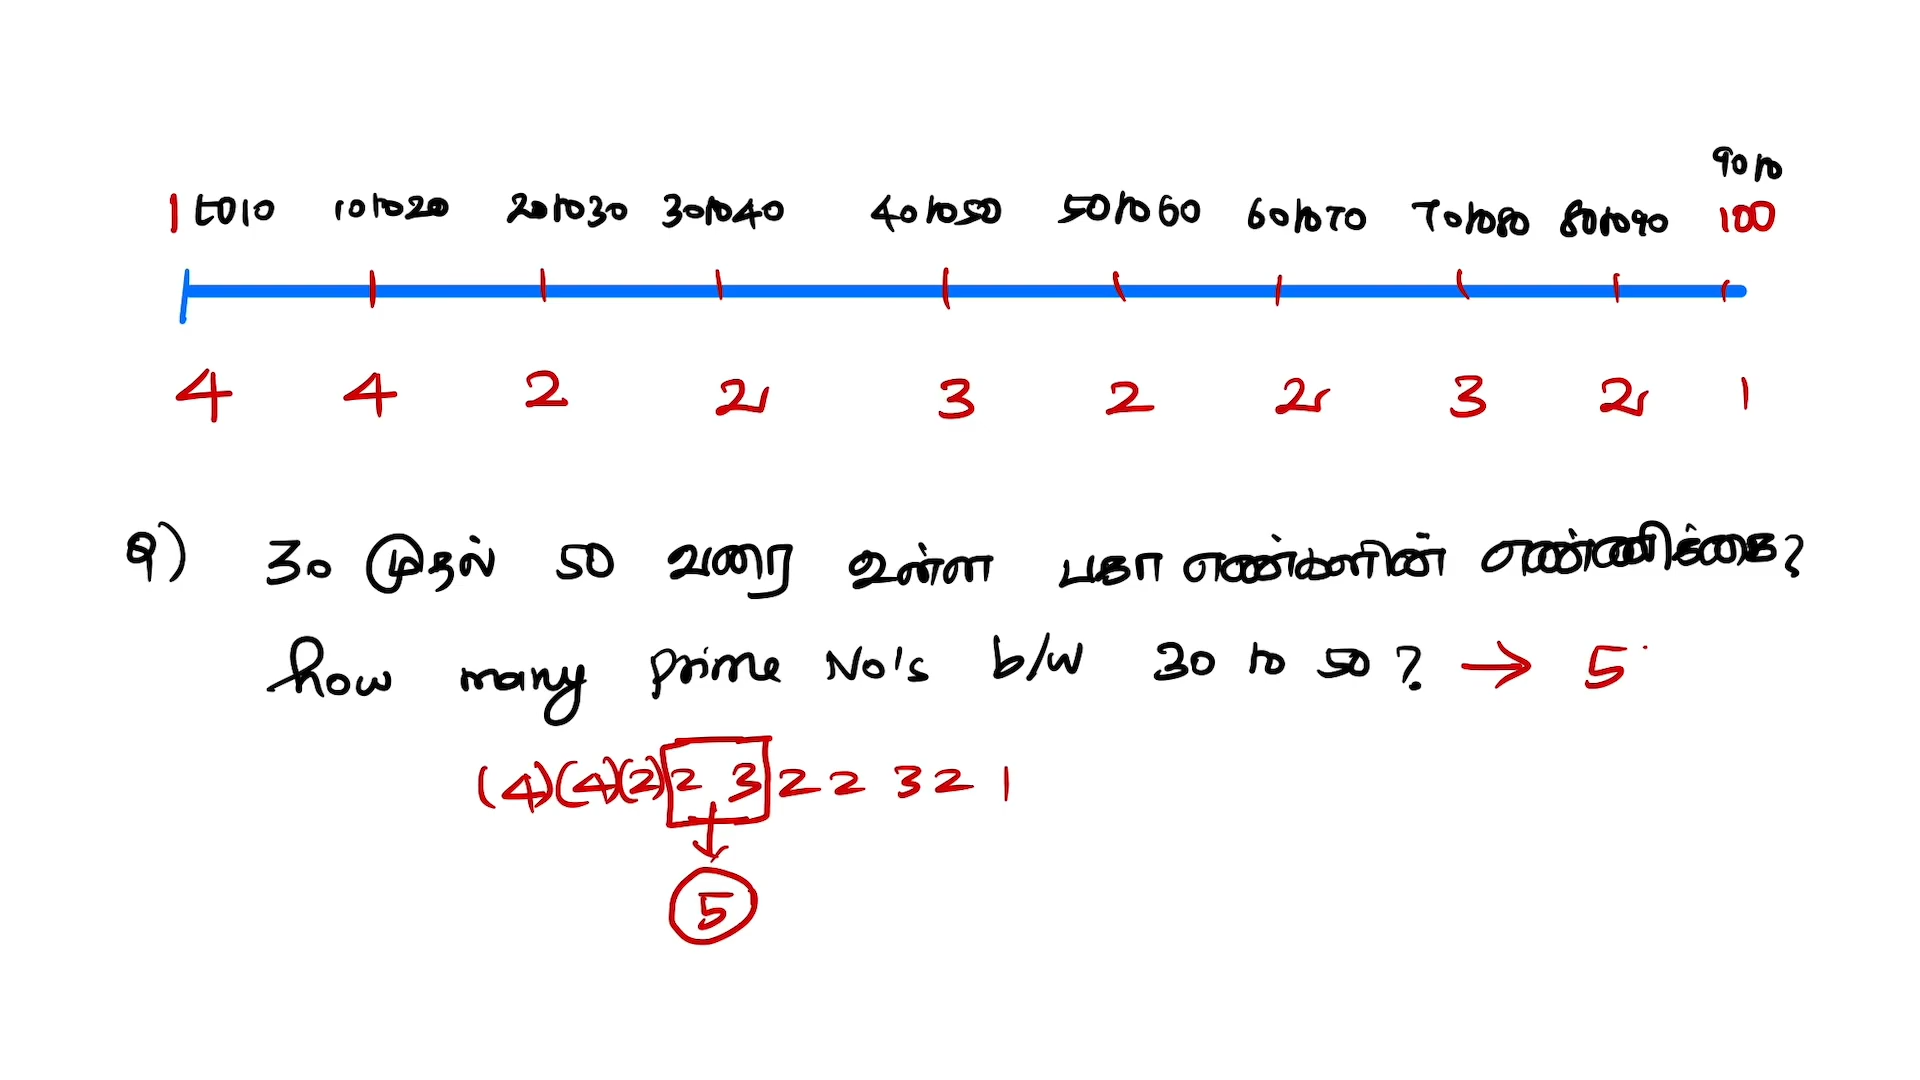 90 to
1 to 10 10 to 20 20 to 30 30 to 40 40 to 50 50 to 60 60 to 70 70 to 80 80 to 90 100
4 4 2 2 3 2 2 3 2 1
Q) 30 முதல் 50 வரை உள்ள பகா எண்களின் எண்ணிக்கை?
how many prime No's b/w 30 to 50? → 5
(4)(4)(2) 2 3 2 2 3 2 1
5